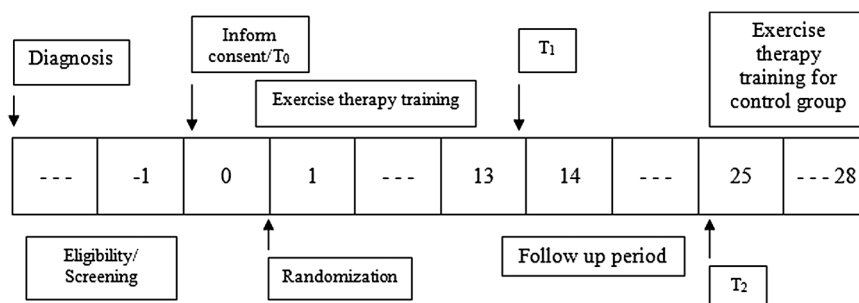 Diagnosis
Inform
consent/T0
Exercise therapy training
T1
Exercise
therapy
training for
control group
- - - -1 0 1 - - - 13 14 - - - 25 - - - 28
Eligibility/
Screening
Randomization
Follow up period
T2